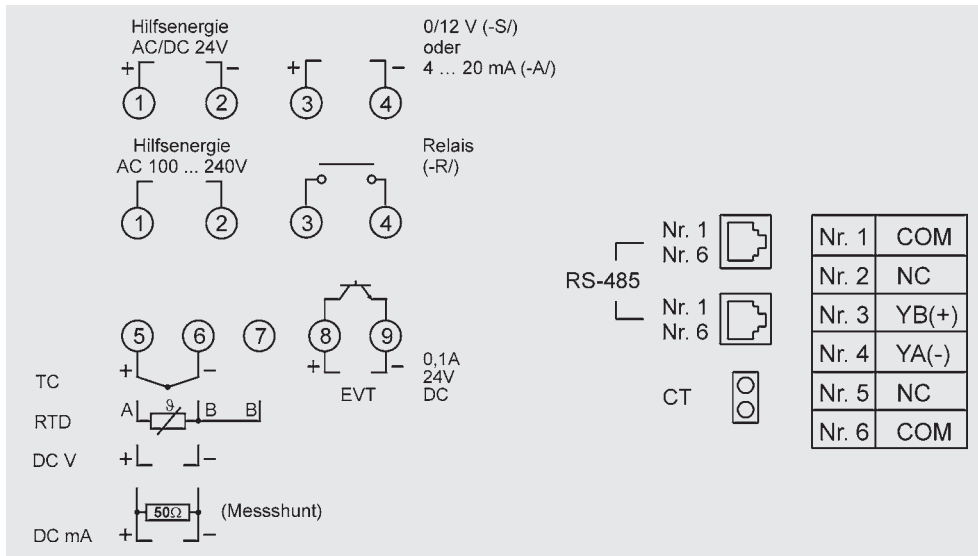 Hilfsenergie
AC/DC 24V
+ −
1 2
+ −
3 4
0/12 V (-S/)
oder
4 ... 20 mA (-A/)
Hilfsenergie
AC 100 ... 240V
1 2
3 4
Relais
(-R/)
5 6 7 8 9
+ −
TC
+ −
EVT
0,1A
24V
DC
RTD
A ϑ B B
DC V + −
50Ω (Messshunt)
DC mA + −
RS-485
Nr. 1
Nr. 6
Nr. 1
Nr. 6
CT
Nr. 1 COM
Nr. 2 NC
Nr. 3 YB(+)
Nr. 4 YA(-)
Nr. 5 NC
Nr. 6 COM